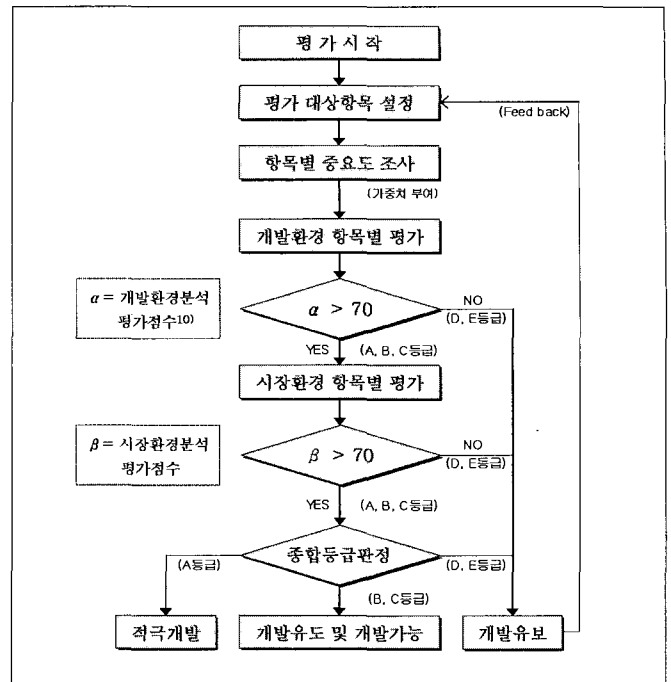 평 가 시 작
평가 대상항목 설정
(Feed back)
항목별 중요도 조사
(가중치 부여)
개발환경 항목별 평가
α = 개발환경분석
평가점수10)
α > 70
NO
(D, E등급)
YES (A, B, C등급)
시장환경 항목별 평가
β = 시장환경분석
평가점수
β > 70
NO
(D, E등급)
YES (A, B, C등급)
종합등급판정
(A등급)
(D, E등급)
(B, C등급)
적극개발
개발유도 및 개발가능
개발유보